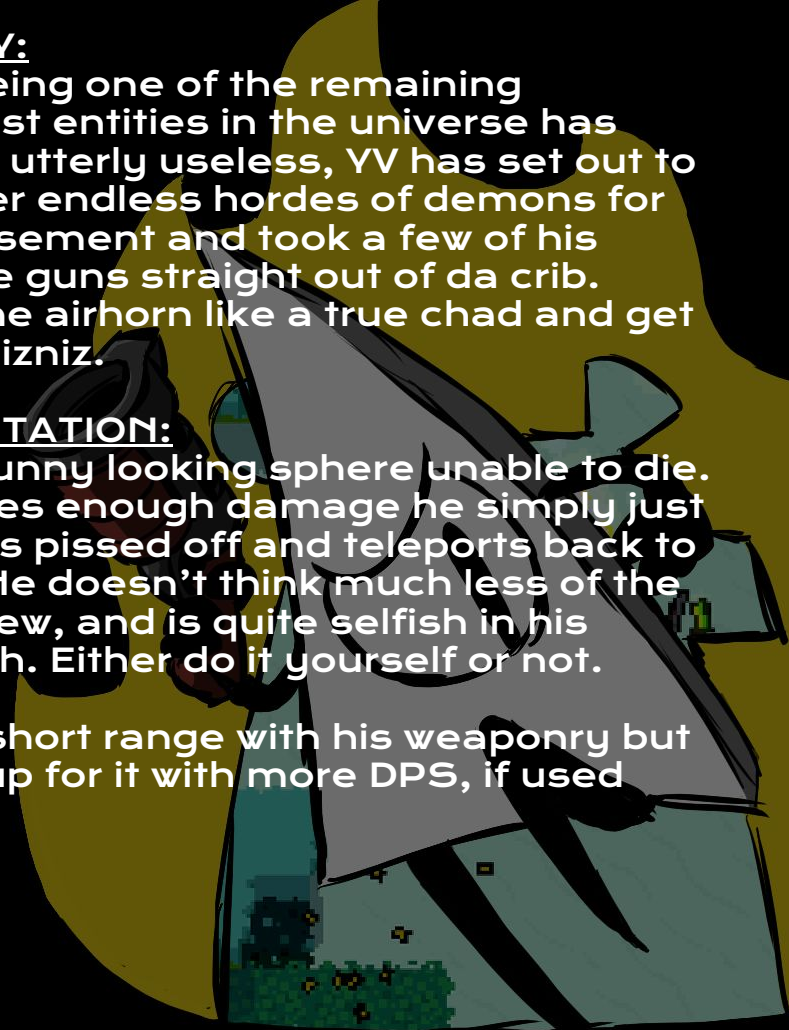 Y:
eing one of the remaining
st entities in the universe has
utterly useless, YV has set out to
er endless hordes of demons for
sement and took a few of his
e guns straight out of da crib.
ne airhorn like a true chad and get
izniz.
TATION:
unny looking sphere unable to die.
es enough damage he simply just
s pissed off and teleports back to
He doesn't think much less of the
ew, and is quite selfish in his
h. Either do it yourself or not.
short range with his weaponry but
up for it with more DPS, if used